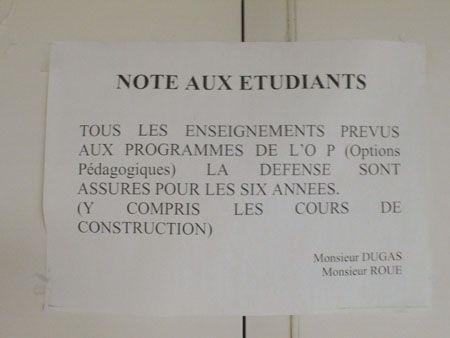 NOTE AUX ETUDIANTS
TOUS LES ENSEIGNEMENTS PREVUS
AUX PROGRAMMES DE L'O P (Options
Pédagogiques) LA DEFENSE SONT
ASSURES POUR LES SIX ANNEES.
(Y COMPRIS LES COURS DE
CONSTRUCTION)
Monsieur DUGAS
Monsieur ROUE